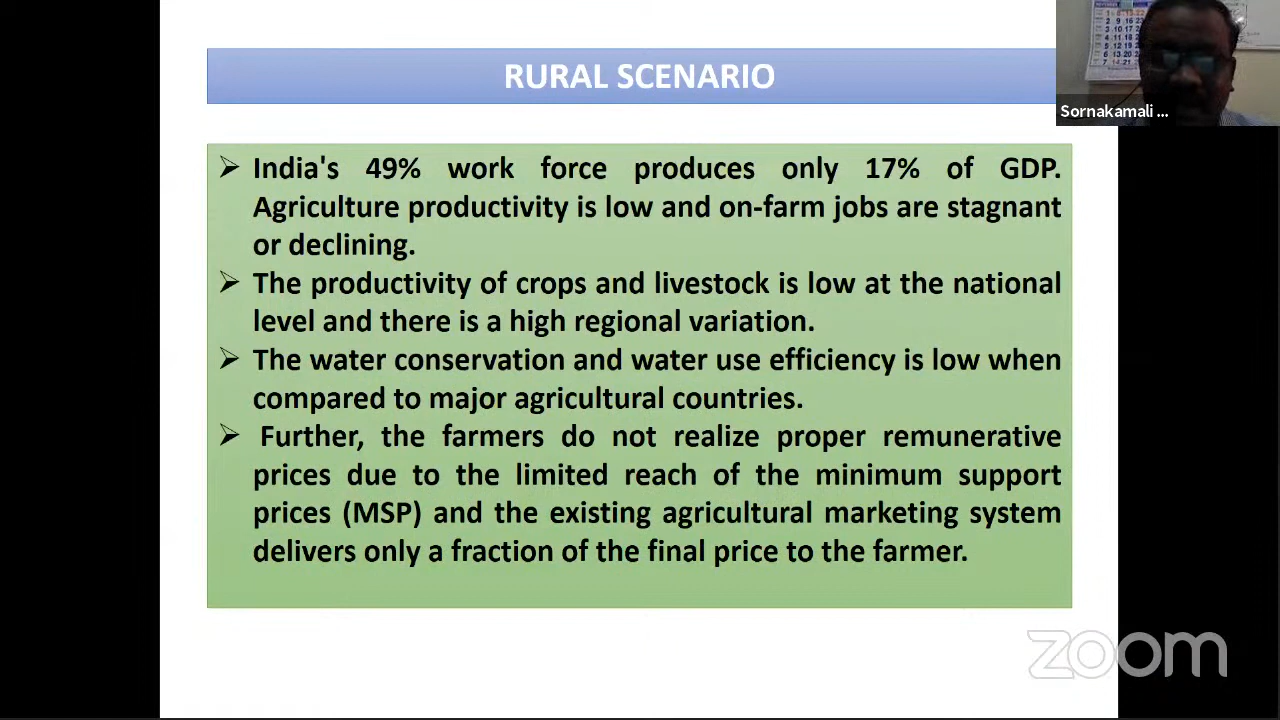 RURAL SCENARIO
Sornakamali ...
➢ India's 49% work force produces only 17% of GDP.
Agriculture productivity is low and on-farm jobs are stagnant
or declining.
➢ The productivity of crops and livestock is low at the national
level and there is a high regional variation.
➢ The water conservation and water use efficiency is low when
compared to major agricultural countries.
➢ Further, the farmers do not realize proper remunerative
prices due to the limited reach of the minimum support
prices (MSP) and the existing agricultural marketing system
delivers only a fraction of the final price to the farmer.
zoom